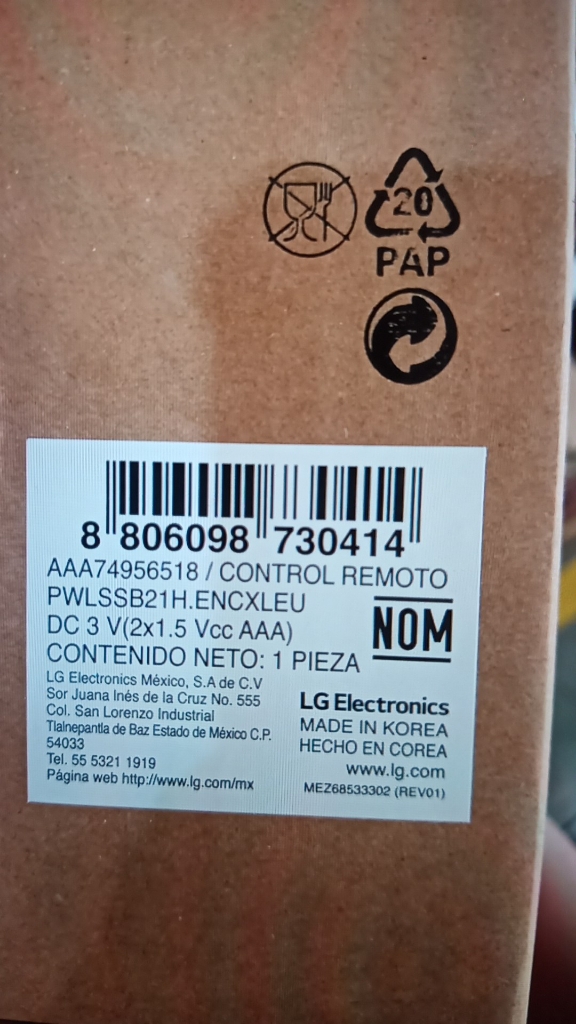 20
PAP
8 806098 730414
AAA74956518 / CONTROL REMOTO
PWLSSB21H.ENCXLEU
DC 3 V(2x1.5 Vcc AAA)
NOM
CONTENIDO NETO: 1 PIEZA
LG Electronics México, S.A de C.V
Sor Juana Inés de la Cruz No. 555
Col. San Lorenzo Industrial
Tlalnepantla de Baz Estado de México C.P.
54033
Tel. 55 5321 1919
Página web http://www.lg.com/mx
LG Electronics
MADE IN KOREA
HECHO EN COREA
www.lg.com
MEZ68533302 (REV01)